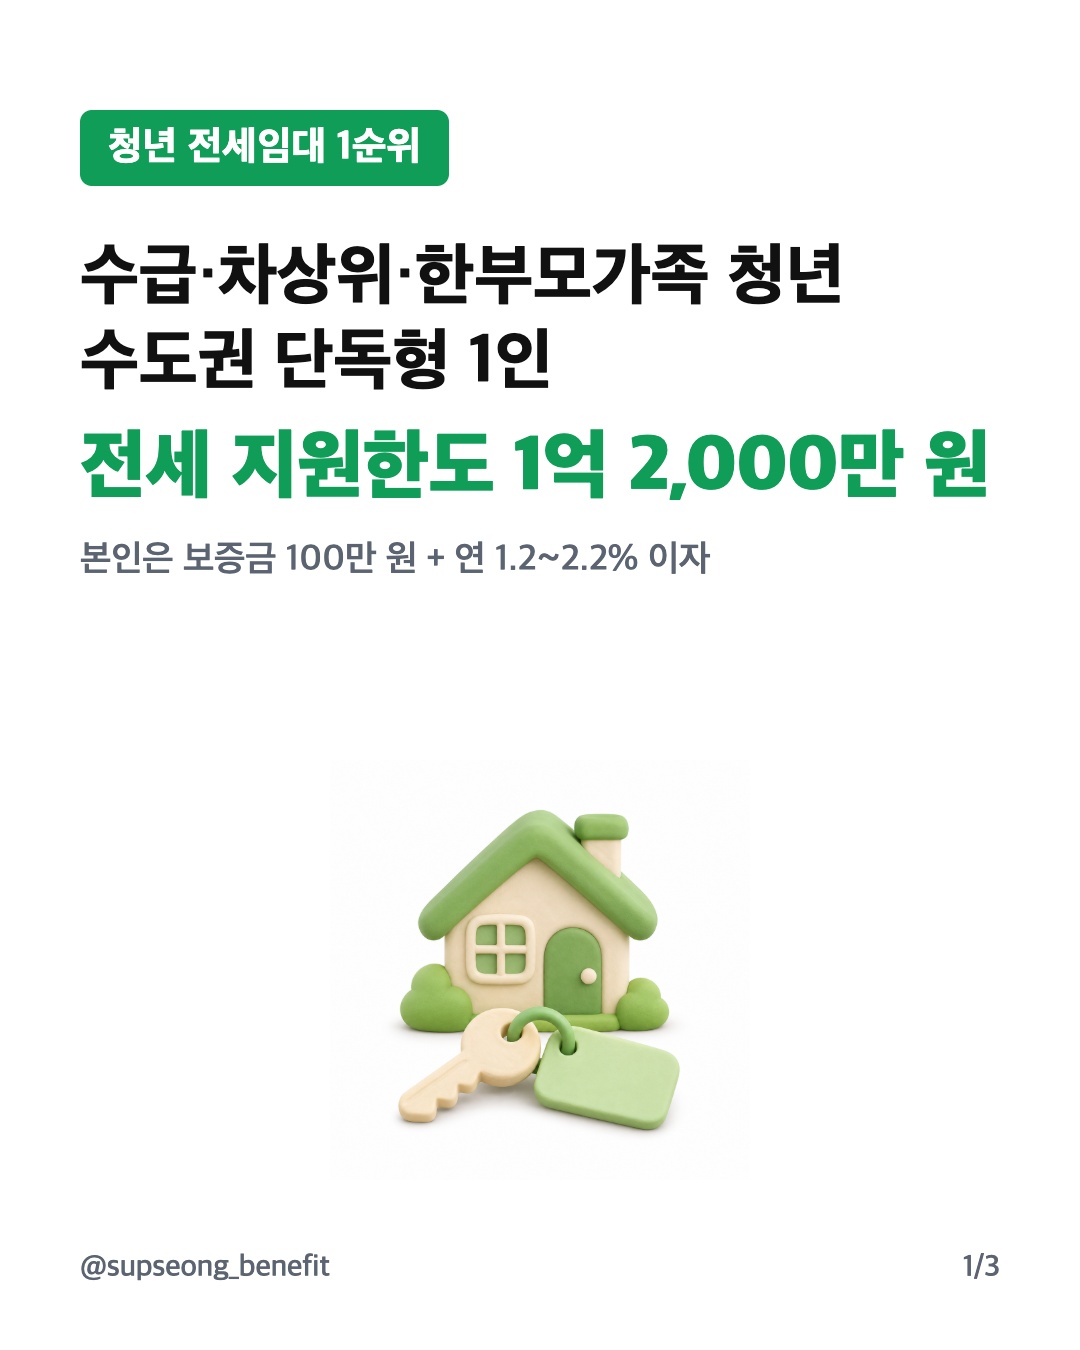 청년 전세임대 1순위
수급·차상위·한부모가족 청년
수도권 단독형 1인
전세 지원한도 1억 2,000만 원
본인은 보증금 100만 원 + 연 1.2~2.2% 이자
@supseong_benefit
1/3